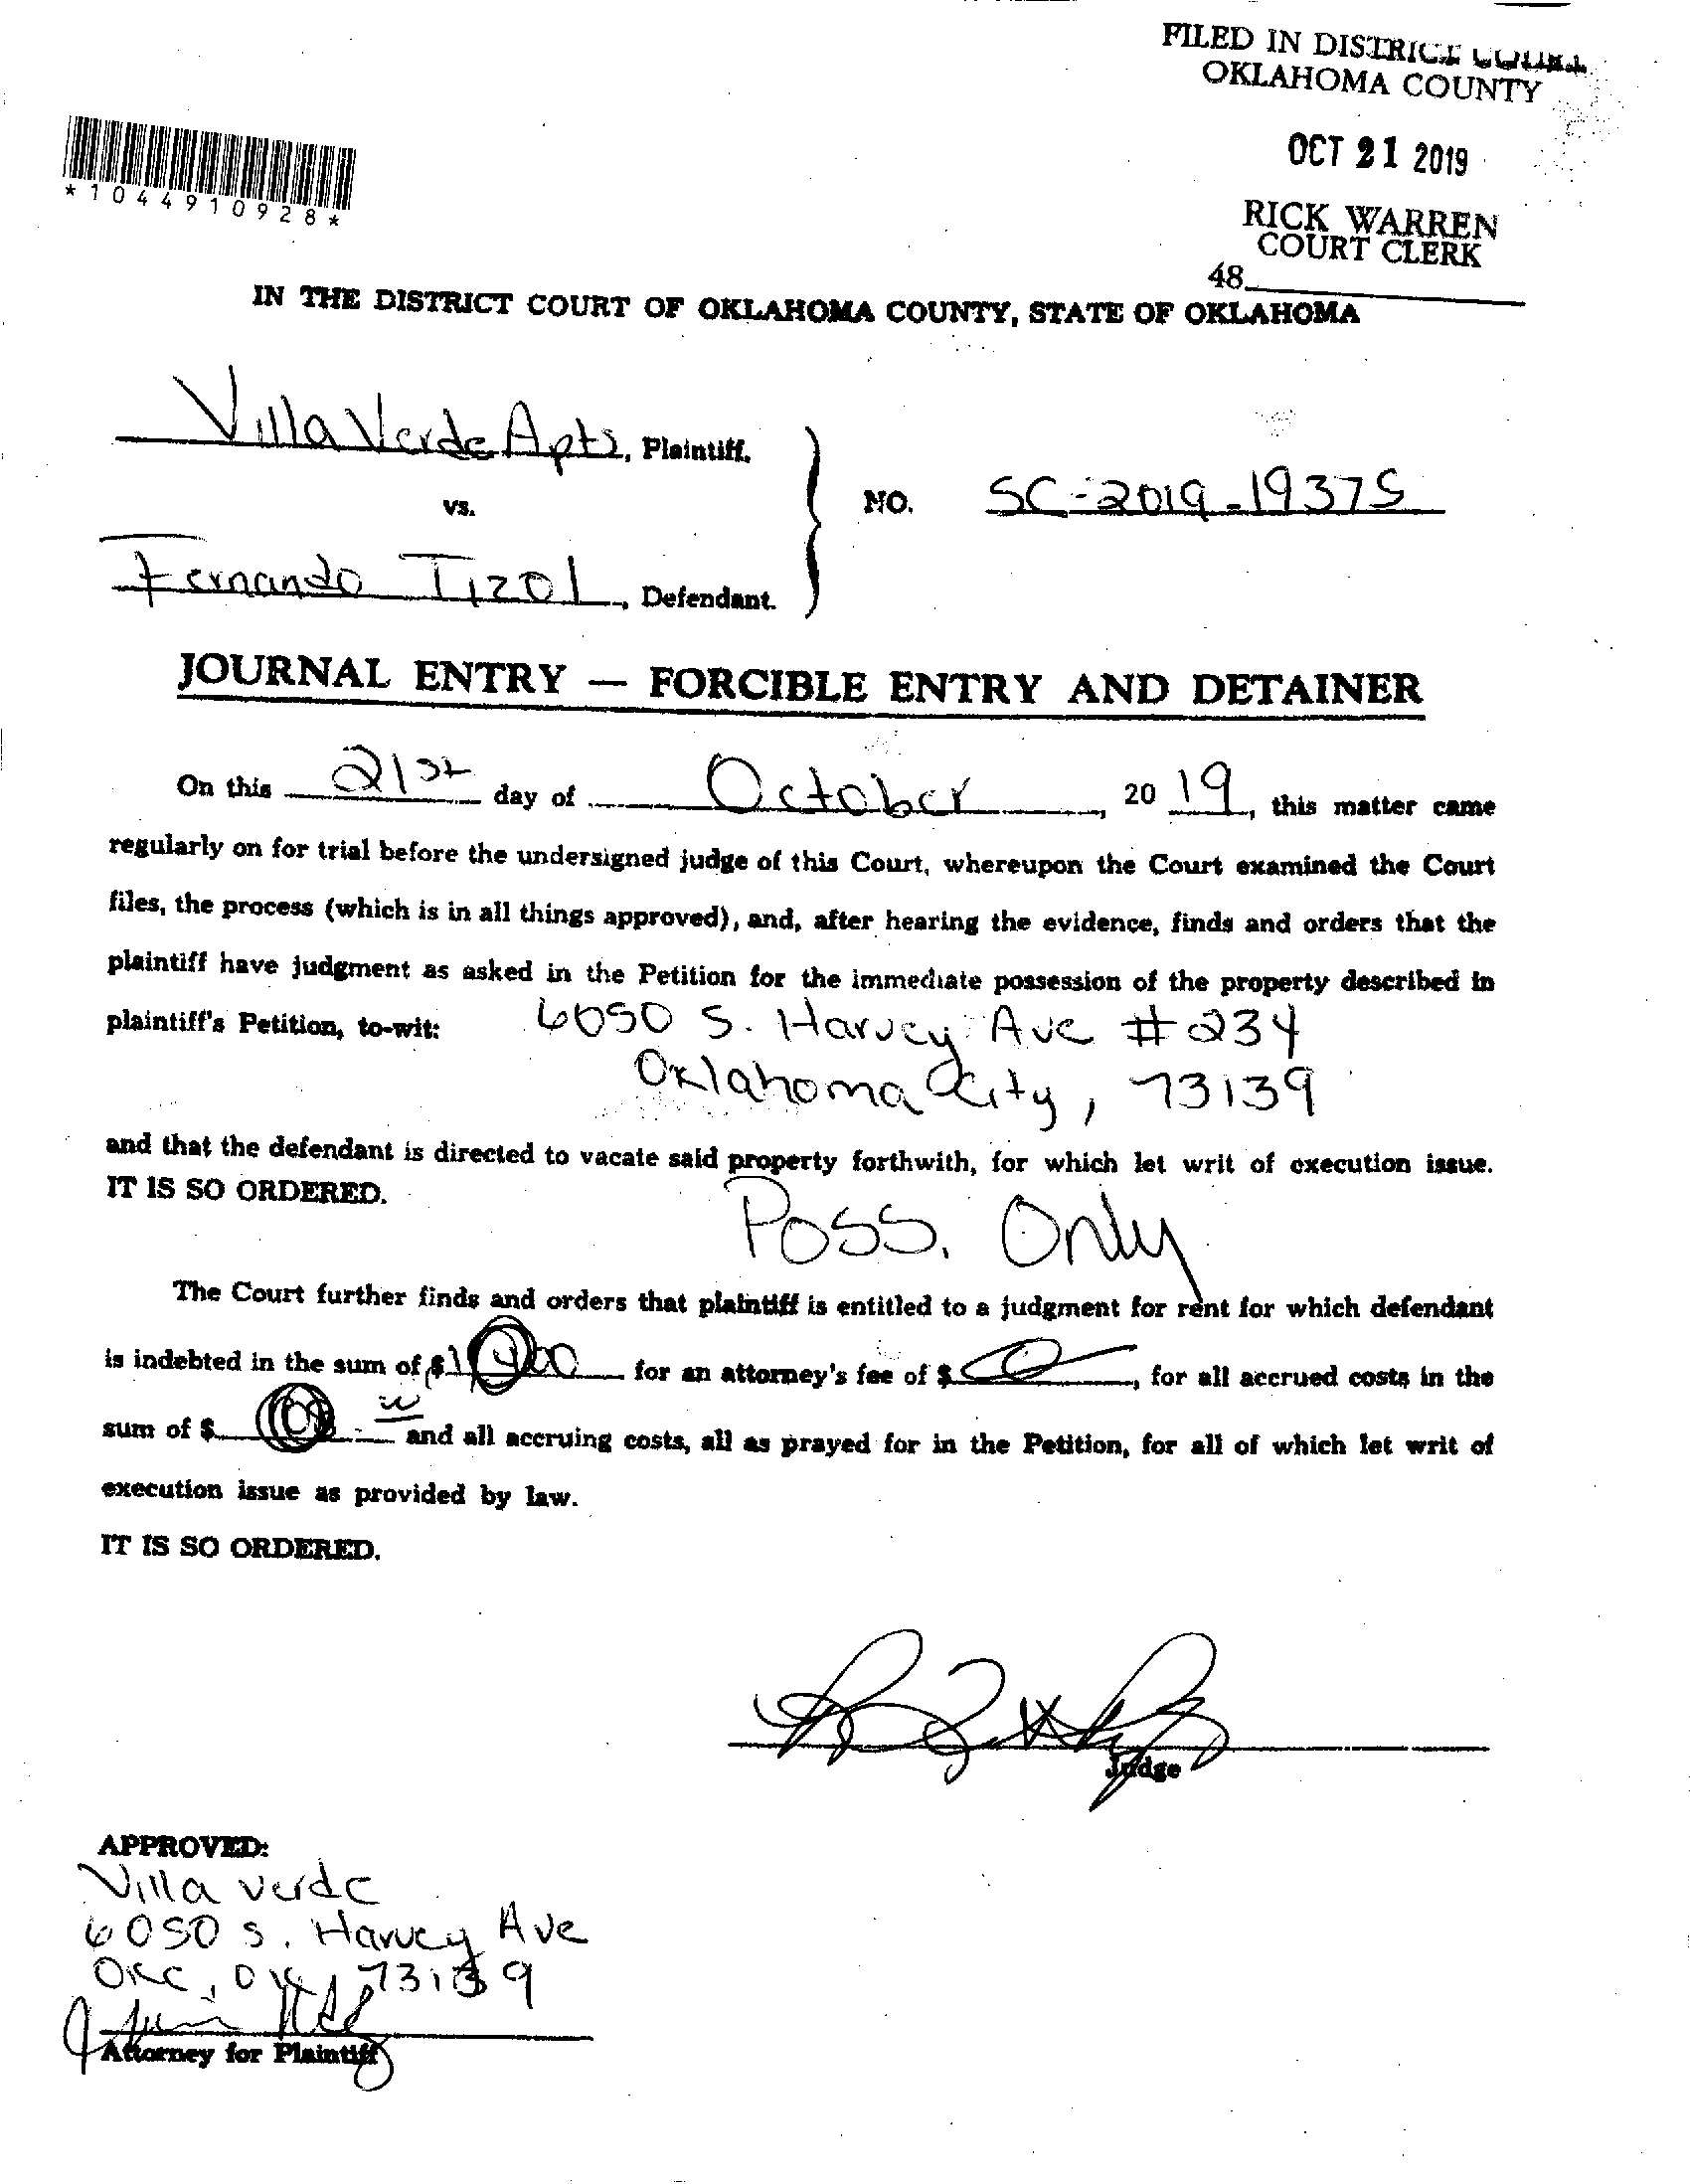 FILED IN DISTRICT COURT
OKLAHOMA COUNTY
OCT 21 2019
RICK WARREN
COURT CLERK
48
*1044910928*
IN THE DISTRICT COURT OF OKLAHOMA COUNTY, STATE OF OKLAHOMA
Villa Verde Apts, Plaintiff,
vs.
NO. SC-2019-19375
Fernando Tizol, Defendant.
JOURNAL ENTRY — FORCIBLE ENTRY AND DETAINER
On this 21st day of October, 20 19, this matter came
regularly on for trial before the undersigned judge of this Court, whereupon the Court examined the Court
files, the process (which is in all things approved), and, after hearing the evidence, finds and orders that the
plaintiff have judgment as asked in the Petition for the immediate possession of the property described in
plaintiff's Petition, to-wit: 6050 S. Harvey Ave #234
Oklahoma City, 73139
and that the defendant is directed to vacate said property forthwith, for which let writ of execution issue.
IT IS SO ORDERED.
Poss. Only
The Court further finds and orders that plaintiff is entitled to a judgment for rent for which defendant
is indebted in the sum of $ for an attorney's fee of $ , for all accrued costs in the
sum of $ and all accruing costs, all as prayed for in the Petition, for all of which let writ of
execution issue as provided by law.
IT IS SO ORDERED.
Judge
APPROVED:
Villa Verde
6050 S. Harvey Ave
OKC, OK, 73139
Attorney for Plaintiff